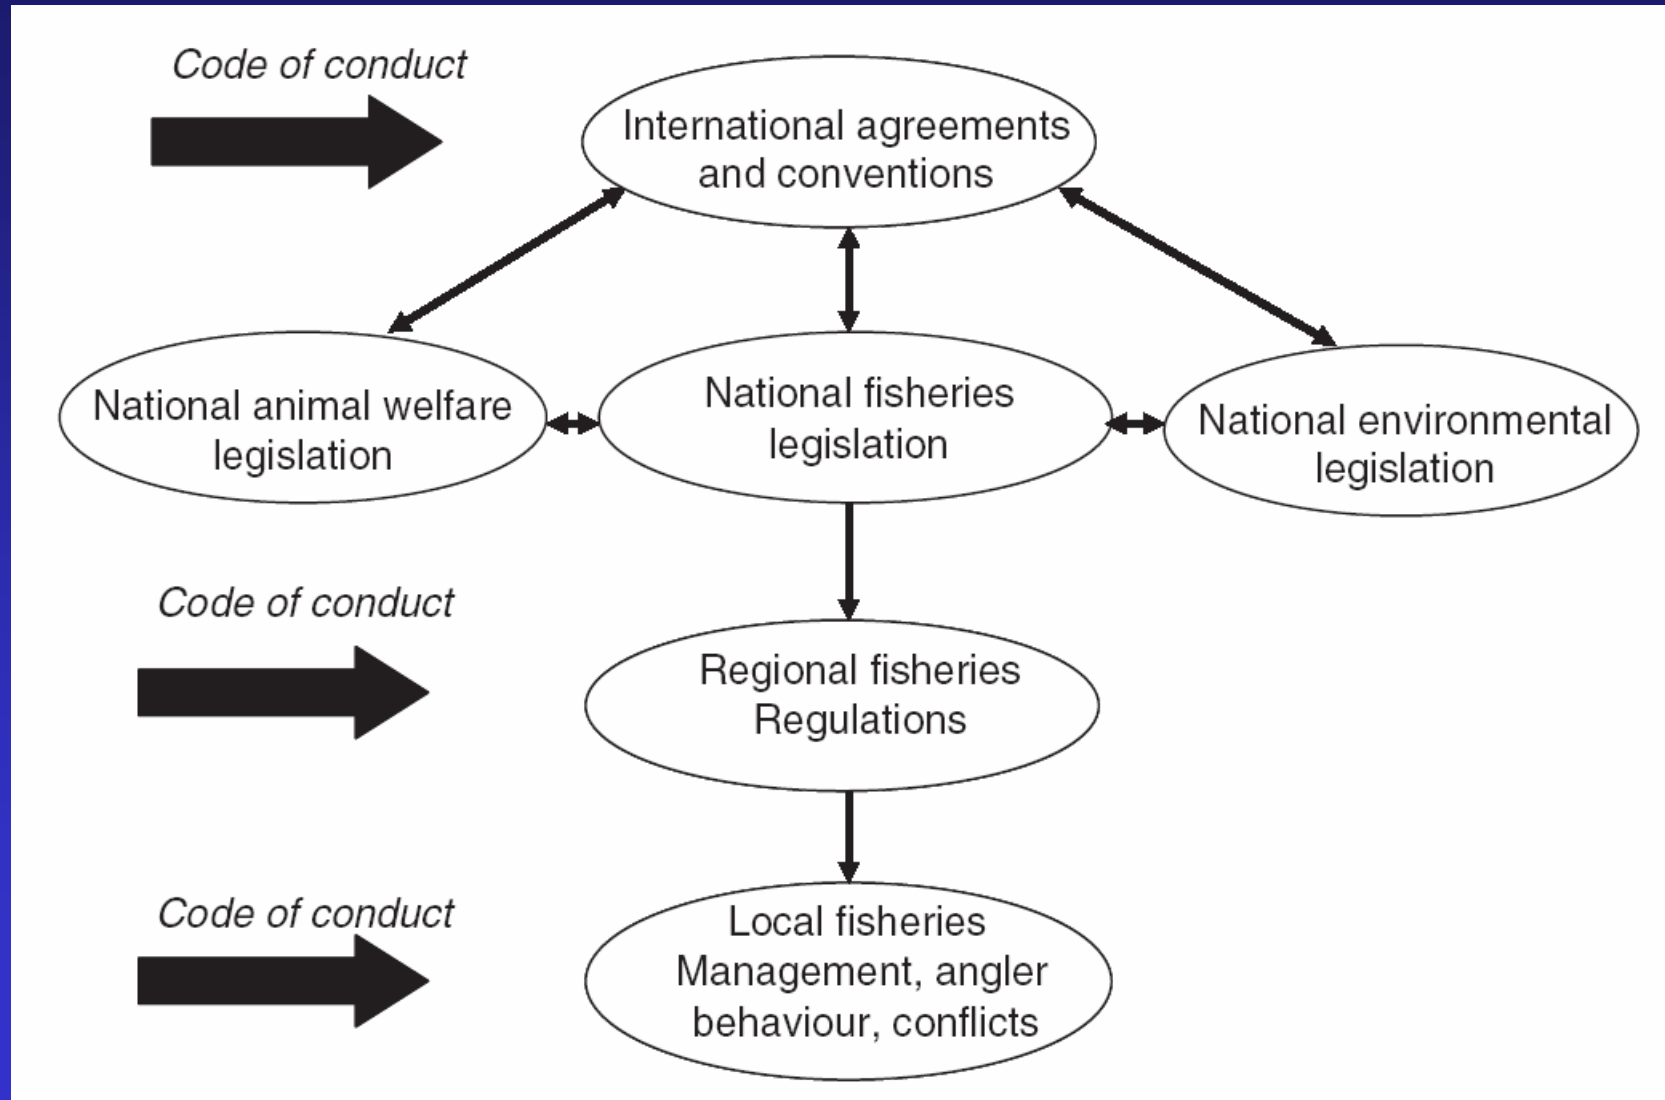 Code of conduct
International agreements
and conventions
National animal welfare
legislation
National fisheries
legislation
National environmental
legislation
Code of conduct
Regional fisheries
Regulations
Code of conduct
Local fisheries
Management, angler
behaviour, conflicts